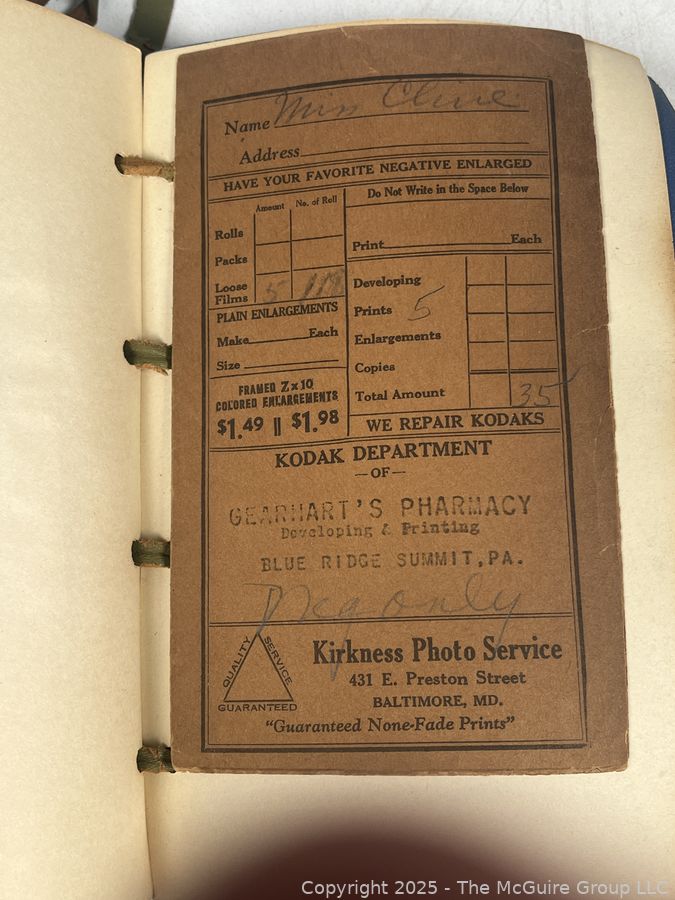 Name Miss Cline
Address
HAVE YOUR FAVORITE NEGATIVE ENLARGED
Amount No. of Roll
Rolls
Packs
Loose Films 5 118
PLAIN ENLARGEMENTS
Make Each
Size
FRAMED 7x10
COLORED ENLARGEMENTS
$1.49 || $1.98
Do Not Write in the Space Below
Print Each
Developing
Prints 5
Enlargements
Copies
Total Amount 35
WE REPAIR KODAKS
KODAK DEPARTMENT
—OF—
GEARHART'S PHARMACY
Developing & Printing
BLUE RIDGE SUMMIT, PA.
Neg only
QUALITY SERVICE
GUARANTEED
Kirkness Photo Service
431 E. Preston Street
BALTIMORE, MD.
"Guaranteed None-Fade Prints"
Copyright 2025 - The McGuire Group LLC